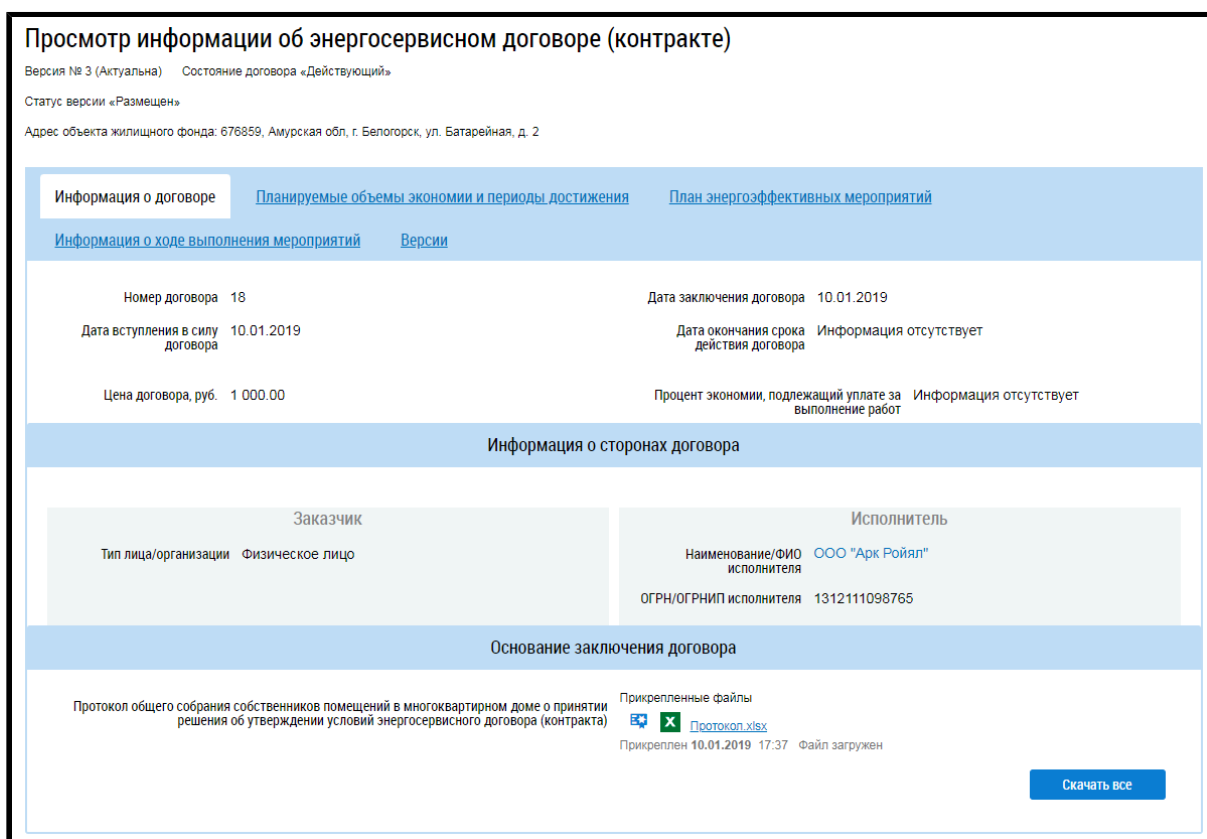 Просмотр информации об энергосервисном договоре (контракте)
Версия № 3 (Актуальна) Состояние договора «Действующий»
Статус версии «Размещен»
Адрес объекта жилищного фонда: 676859, Амурская обл, г. Белогорск, ул. Батарейная, д. 2
Информация о договоре Планируемые объемы экономии и периоды достижения План энергоэффективных мероприятий
Информация о ходе выполнения мероприятий Версии
Номер договора 18 Дата заключения договора 10.01.2019
Дата вступления в силу 10.01.2019 Дата окончания срока Информация отсутствует
договора действия договора
Цена договора, руб. 1 000.00 Процент экономии, подлежащий уплате за Информация отсутствует
выполнение работ
Информация о сторонах договора
Заказчик Исполнитель
Тип лица/организации Физическое лицо Наименование/ФИО ООО "Арк Ройял"
исполнителя
ОГРН/ОГРНИП исполнителя 1312111098765
Основание заключения договора
Протокол общего собрания собственников помещений в многоквартирном доме о принятии
решения об утверждении условий энергосервисного договора (контракта)
Прикрепленные файлы
Протокол.xlsx
Прикреплен 10.01.2019 17:37 Файл загружен
Скачать все